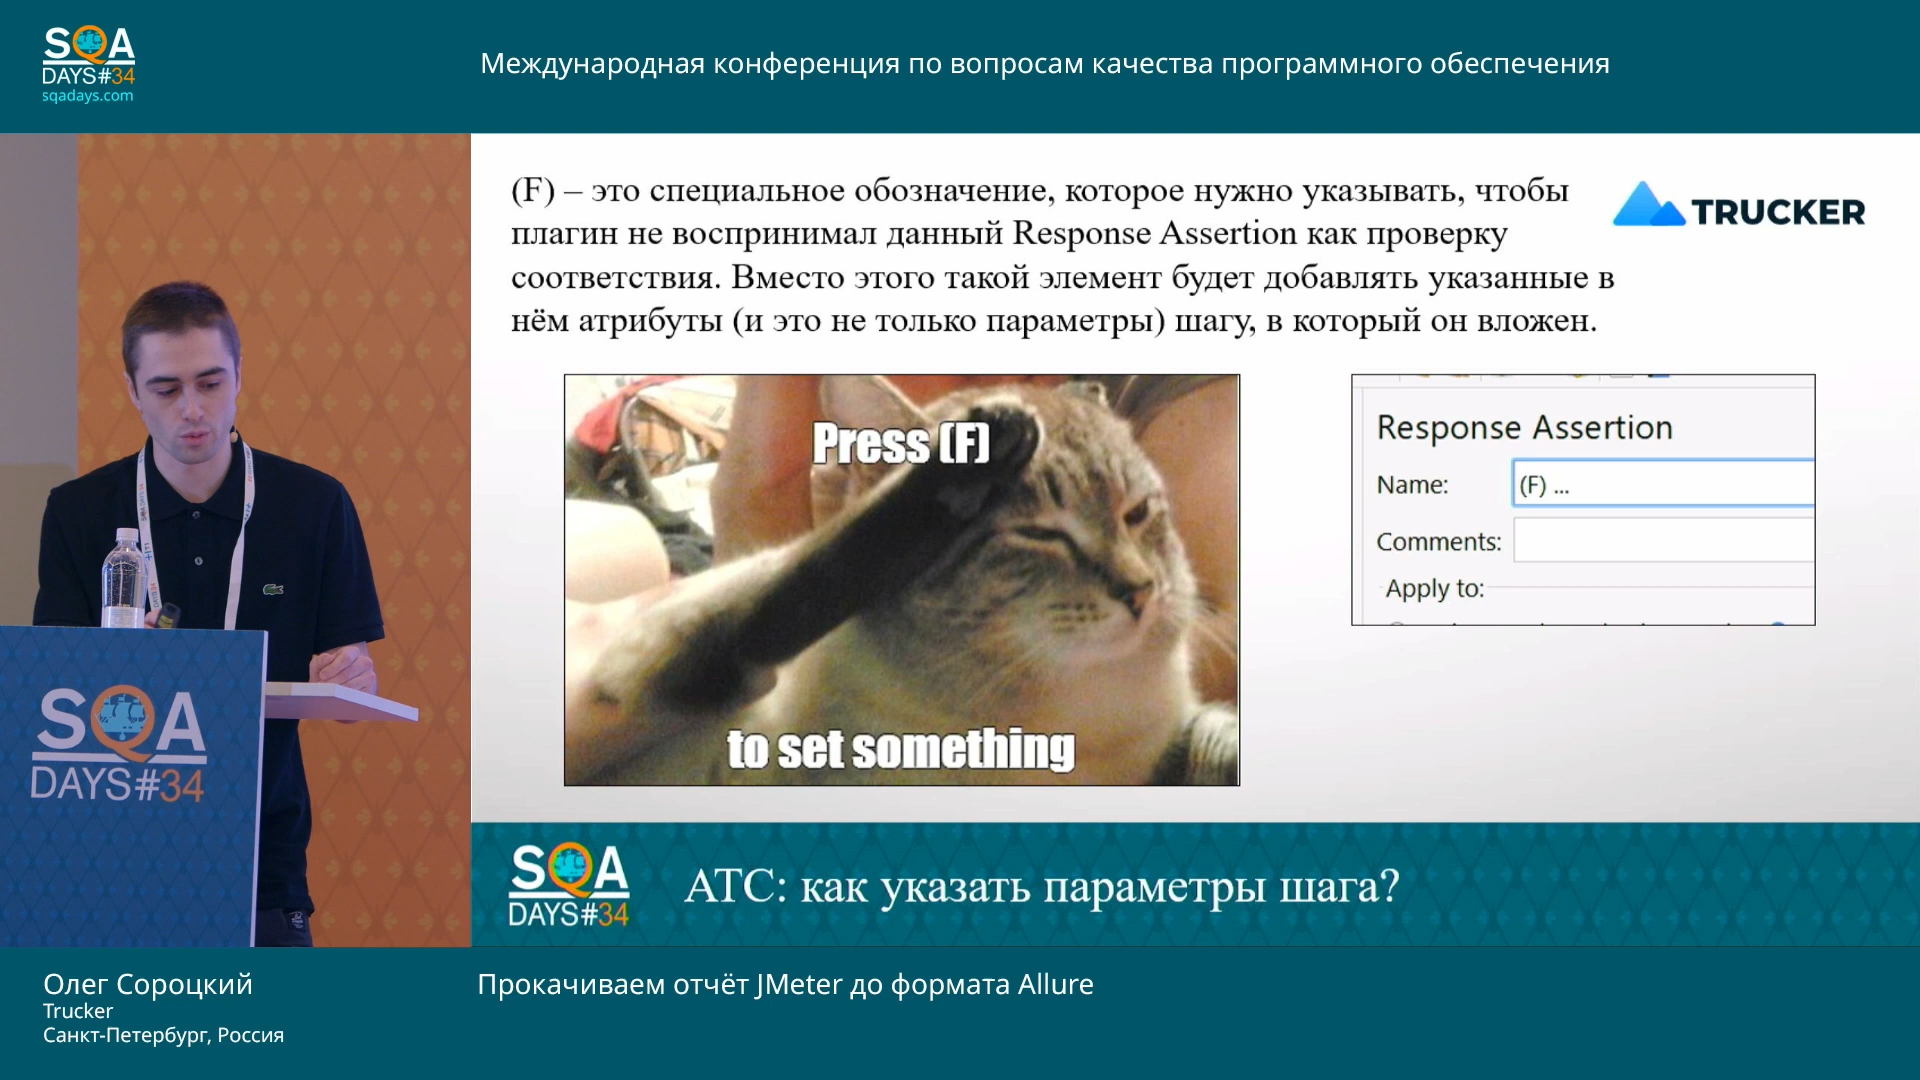 SQA
DAYS#34
sqadays.com
Международная конференция по вопросам качества программного обеспечения
(F) – это специальное обозначение, которое нужно указывать, чтобы
плагин не воспринимал данный Response Assertion как проверку
соответствия. Вместо этого такой элемент будет добавлять указанные в
нём атрибуты (и это не только параметры) шагу, в который он вложен.
TRUCKER
Press (F)
to set something
Response Assertion
Name:
(F) ...
Comments:
Apply to:
SQA
DAYS#34
SQA
DAYS#34
АТС: как указать параметры шага?
Олег Сороцкий
Trucker
Санкт-Петербург, Россия
Прокачиваем отчёт JMeter до формата Allure